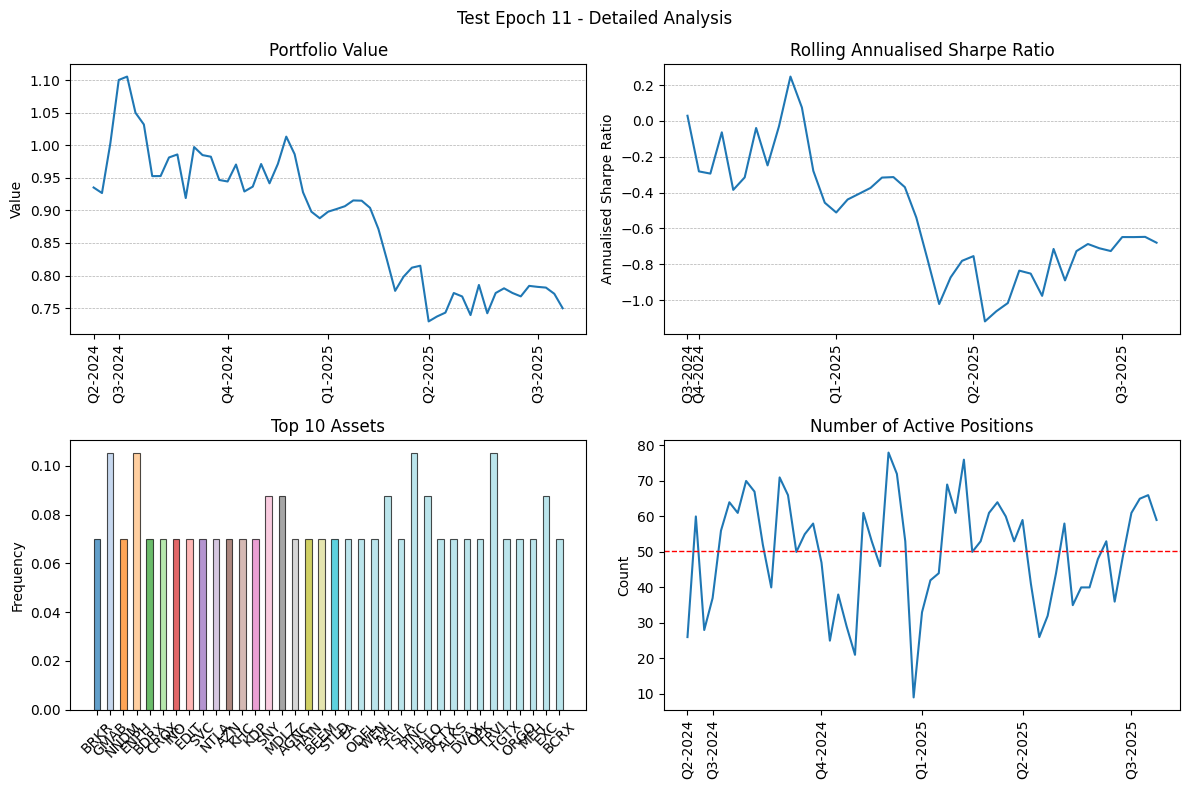 Test Epoch 11 - Detailed Analysis
Portfolio Value
Value
1.10
1.05
1.00
0.95
0.90
0.85
0.80
0.75
Q2-2024
Q3-2024
Q4-2024
Q1-2025
Q2-2025
Q3-2025
Rolling Annualised Sharpe Ratio
Annualised Sharpe Ratio
0.2
0.0
−0.2
−0.4
−0.6
−0.8
−1.0
Q3-2024
Q4-2024
Q1-2025
Q2-2025
Q3-2025
Top 10 Assets
Frequency
0.10
0.08
0.06
0.04
0.02
0.00
BRKR
GMAB
EDIT
SVC
NTLA
AZN
KDP
SNY
MDLZ
AGNC
HAIN
BEEM
STLD
EA
ODFL
WEN
AAL
TSLA
HALO
BCTX
ALKS
DVAX
OPK
TRVI
TGTX
EXC
BCRX
Number of Active Positions
Count
80
70
60
50
40
30
20
10
Q2-2024
Q3-2024
Q4-2024
Q1-2025
Q2-2025
Q3-2025